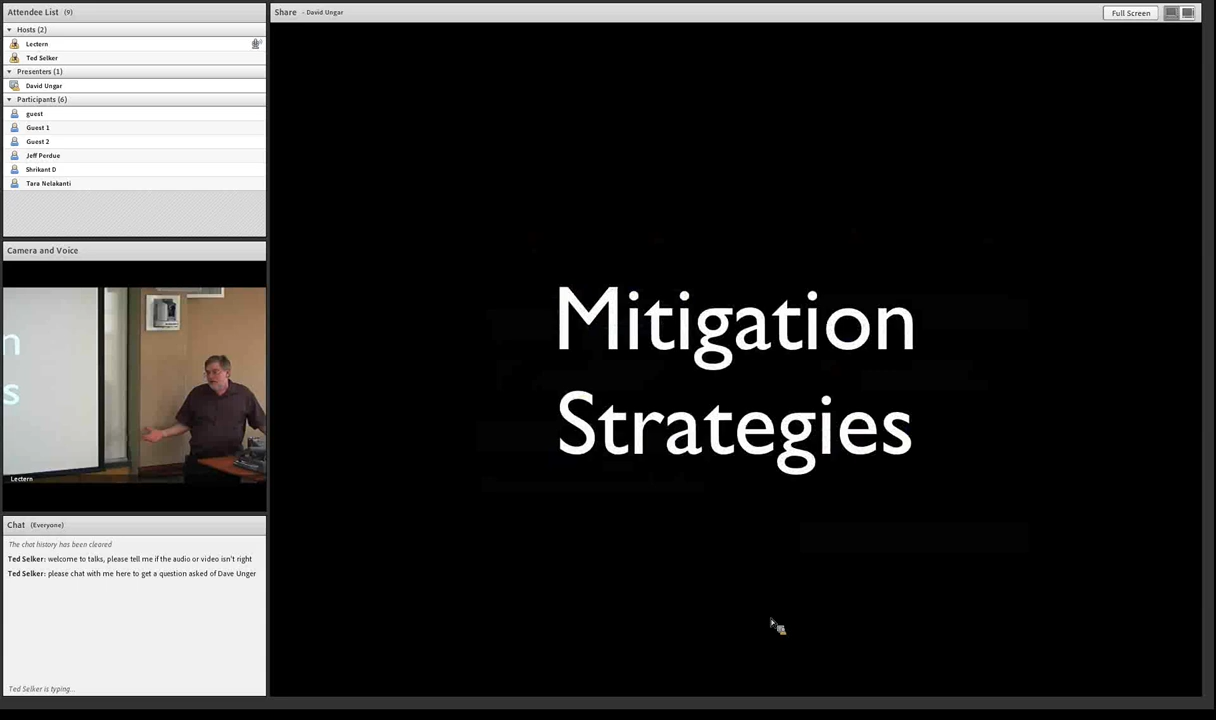 Attendee List (9)
Hosts (2)
Lectern
Ted Selker
Presenters (1)
David Ungar
Participants (6)
guest
Guest 1
Guest 2
Jeff Perdue
Shrikant D
Tara Nelakanti
Camera and Voice
n
s
Lectern
Chat (Everyone)
The chat history has been cleared
Ted Selker: welcome to talks, please tell me if the audio or video isn't right
Ted Selker: please chat with me here to get a question asked of Dave Unger
Ted Selker is typing...
Share - David Ungar
Full Screen
Mitigation
Strategies